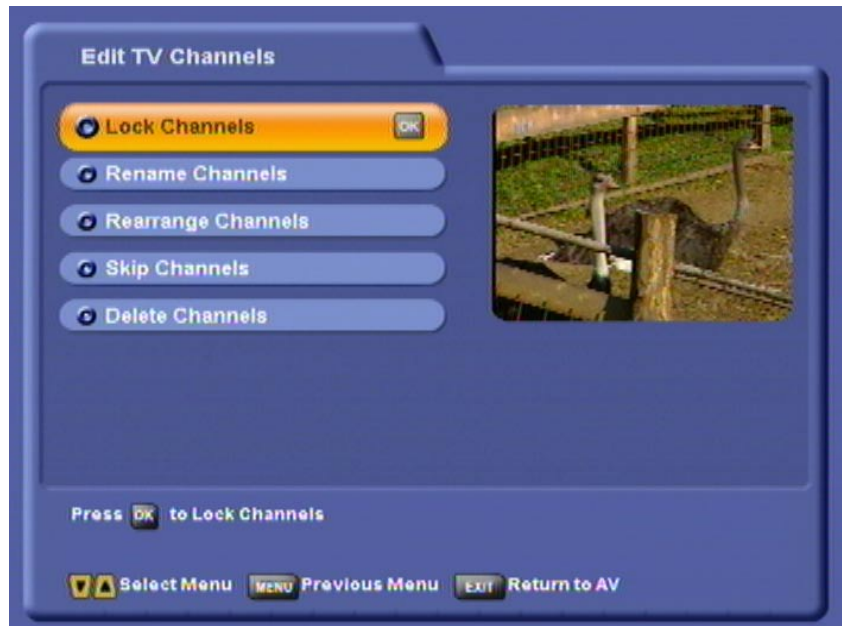 Edit TV Channels
Lock Channels OK
Rename Channels
Rearrange Channels
Skip Channels
Delete Channels
Press OK to Lock Channels
Select Menu MENU Previous Menu EXIT Return to AV